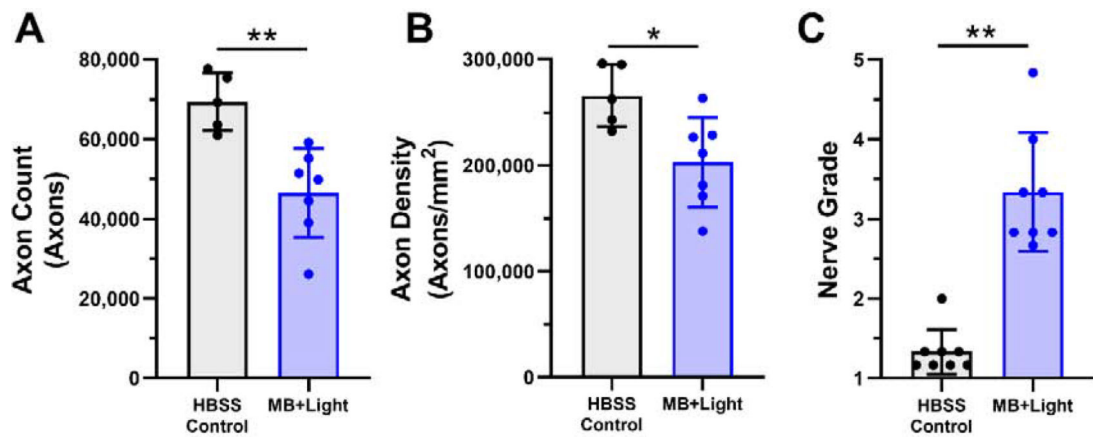 A
**
Axon Count
(Axons)
80,000
60,000
40,000
20,000
0
HBSS
Control
MB+Light
B
*
Axon Density
(Axons/mm²)
300,000
200,000
100,000
0
HBSS
Control
MB+Light
C
**
Nerve Grade
5
4
3
2
1
HBSS
Control
MB+Light